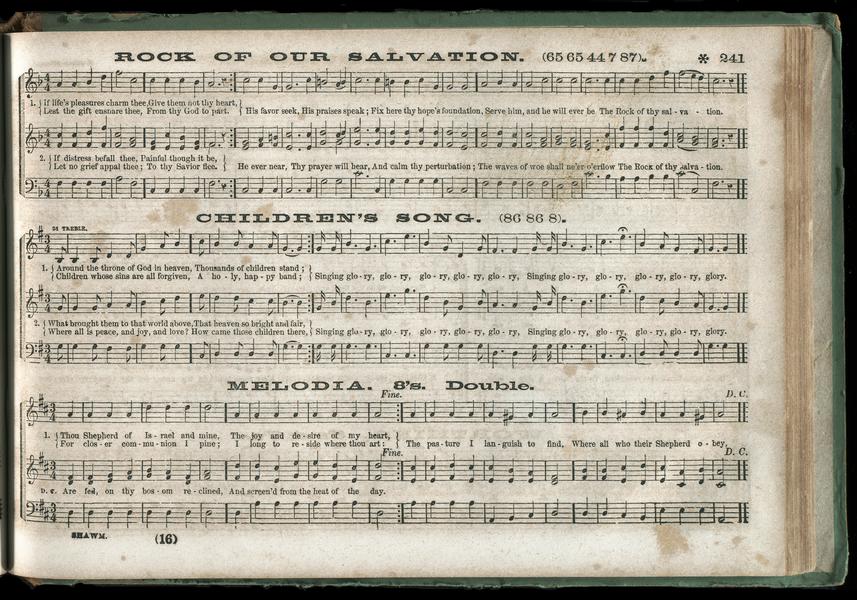 ROCK OF OUR SALVATION. (65 65 44 7 87). * 241
1. { If life's pleasures charm thee, Give them not thy heart, }
{ Lest the gift ensnare thee, From thy God to part. } His favor seek, His praises speak; Fix here thy hope's foundation, Serve him, and he will ever be The Rock of thy sal - va - tion.
2. { If distress befall thee, Painful though it be, }
{ Let no grief appal thee; To thy Savior flee. } He ever near, Thy prayer will hear, And calm thy perturbation; The waves of woe shall ne'er o'erflow The Rock of thy salva - tion.
CHILDREN'S SONG. (86 86 8).
2d TREBLE.
1. { Around the throne of God in heaven, Thousands of children stand; }
{ Children whose sins are all forgiven, A ho - ly, hap - py band; } Singing glo - ry, glo - ry, glo - ry, glo - ry, glo - ry, Singing glo - ry, glo - ry, glo - ry, glory.
2. { What brought them to that world above, That heaven so bright and fair, }
{ Where all is peace, and joy, and love? How came those children there, } Singing glo - ry, glo - ry, glo - ry, glo - ry, glo - ry, Singing glo - ry, glo - ry, glo - ry, glory.
MELODIA. 8's. Double.
Fine. D. C.
1. { Thou Shepherd of Is - rael and mine, The joy and de - sire of my heart, }
{ For clos - er com - mu - nion I pine; I long to re - side where thou art: } The pas - ture I lan - guish to find, Where all who their Shepherd o - bey,
Fine. D. C.
D. C. Are fed, on thy bos - om re - clined, And screen'd from the heat of the day.
SHAWM. (16)